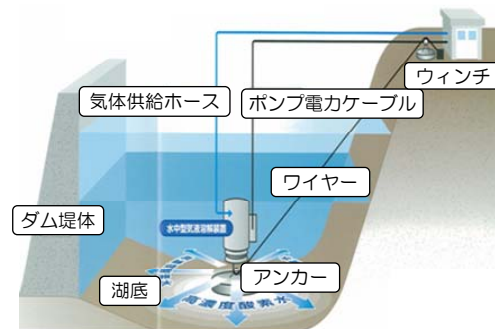 ウィンチ
気体供給ホース
ポンプ電力ケーブル
ワイヤー
ダム堤体
水中型気液溶解装置
アンカー
湖底
高濃度酸素水